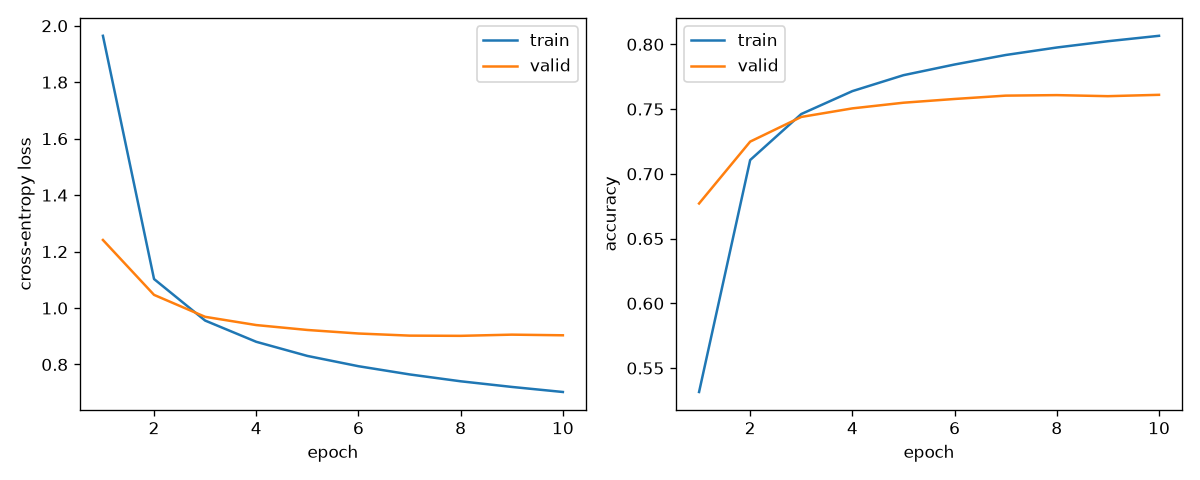 2.0
1.8
1.6
1.4
1.2
1.0
0.8
cross-entropy loss
train
valid
2 4 6 8 10
epoch
0.80
0.75
0.70
0.65
0.60
0.55
accuracy
train
valid
2 4 6 8 10
epoch